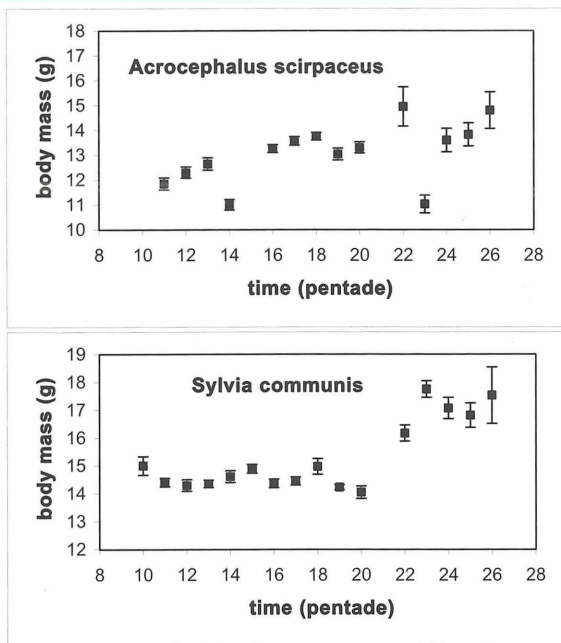 18
17
16
15
14
13
12
11
10
body mass (g)
Acrocephalus scirpaceus
8 10 12 14 16 18 20 22 24 26 28
time (pentade)
19
18
17
16
15
14
13
12
body mass (g)
Sylvia communis
8 10 12 14 16 18 20 22 24 26 28
time (pentade)